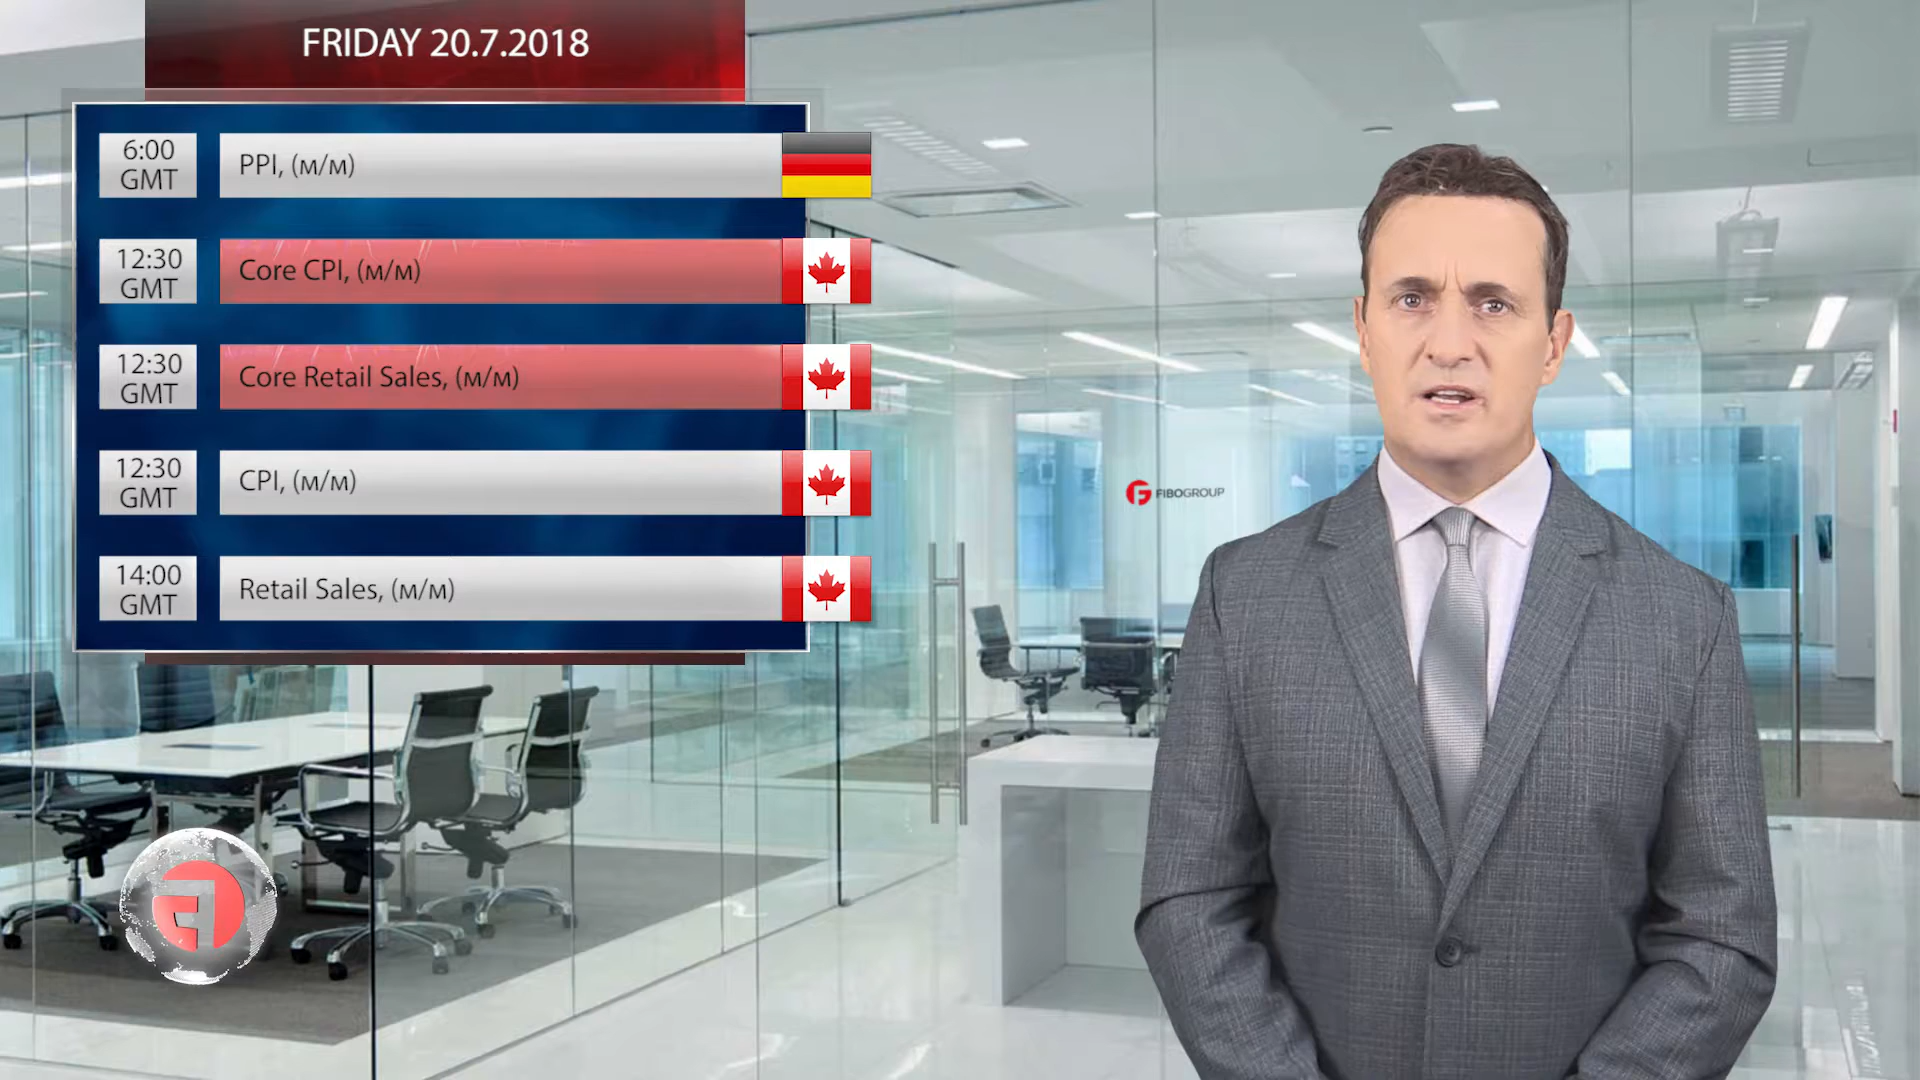 FRIDAY 20.7.2018
6:00
GMT
PPI, (м/м)
12:30
GMT
Core CPI, (м/м)
12:30
GMT
Core Retail Sales, (м/м)
12:30
GMT
CPI, (м/м)
14:00
GMT
Retail Sales, (м/м)
FIBOGROUP